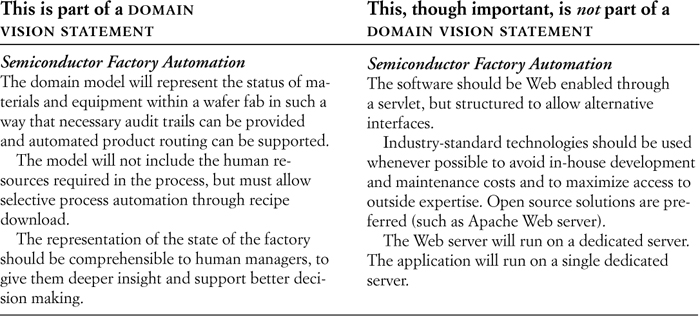 This is part of a DOMAIN
VISION STATEMENT
Semiconductor Factory Automation
The domain model will represent the status of ma-
terials and equipment within a wafer fab in such a
way that necessary audit trails can be provided
and automated product routing can be supported.
The model will not include the human re-
sources required in the process, but must allow
selective process automation through recipe
download.
The representation of the state of the factory
should be comprehensible to human managers, to
give them deeper insight and support better deci-
sion making.
This, though important, is not part of a
DOMAIN VISION STATEMENT
Semiconductor Factory Automation
The software should be Web enabled through
a servlet, but structured to allow alternative
interfaces.
Industry-standard technologies should be used
whenever possible to avoid in-house development
and maintenance costs and to maximize access to
outside expertise. Open source solutions are pre-
ferred (such as Apache Web server).
The Web server will run on a dedicated server.
The application will run on a single dedicated
server.